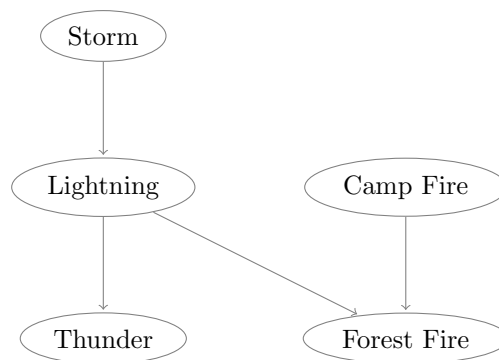 Storm
Lightning
Camp Fire
Thunder
Forest Fire